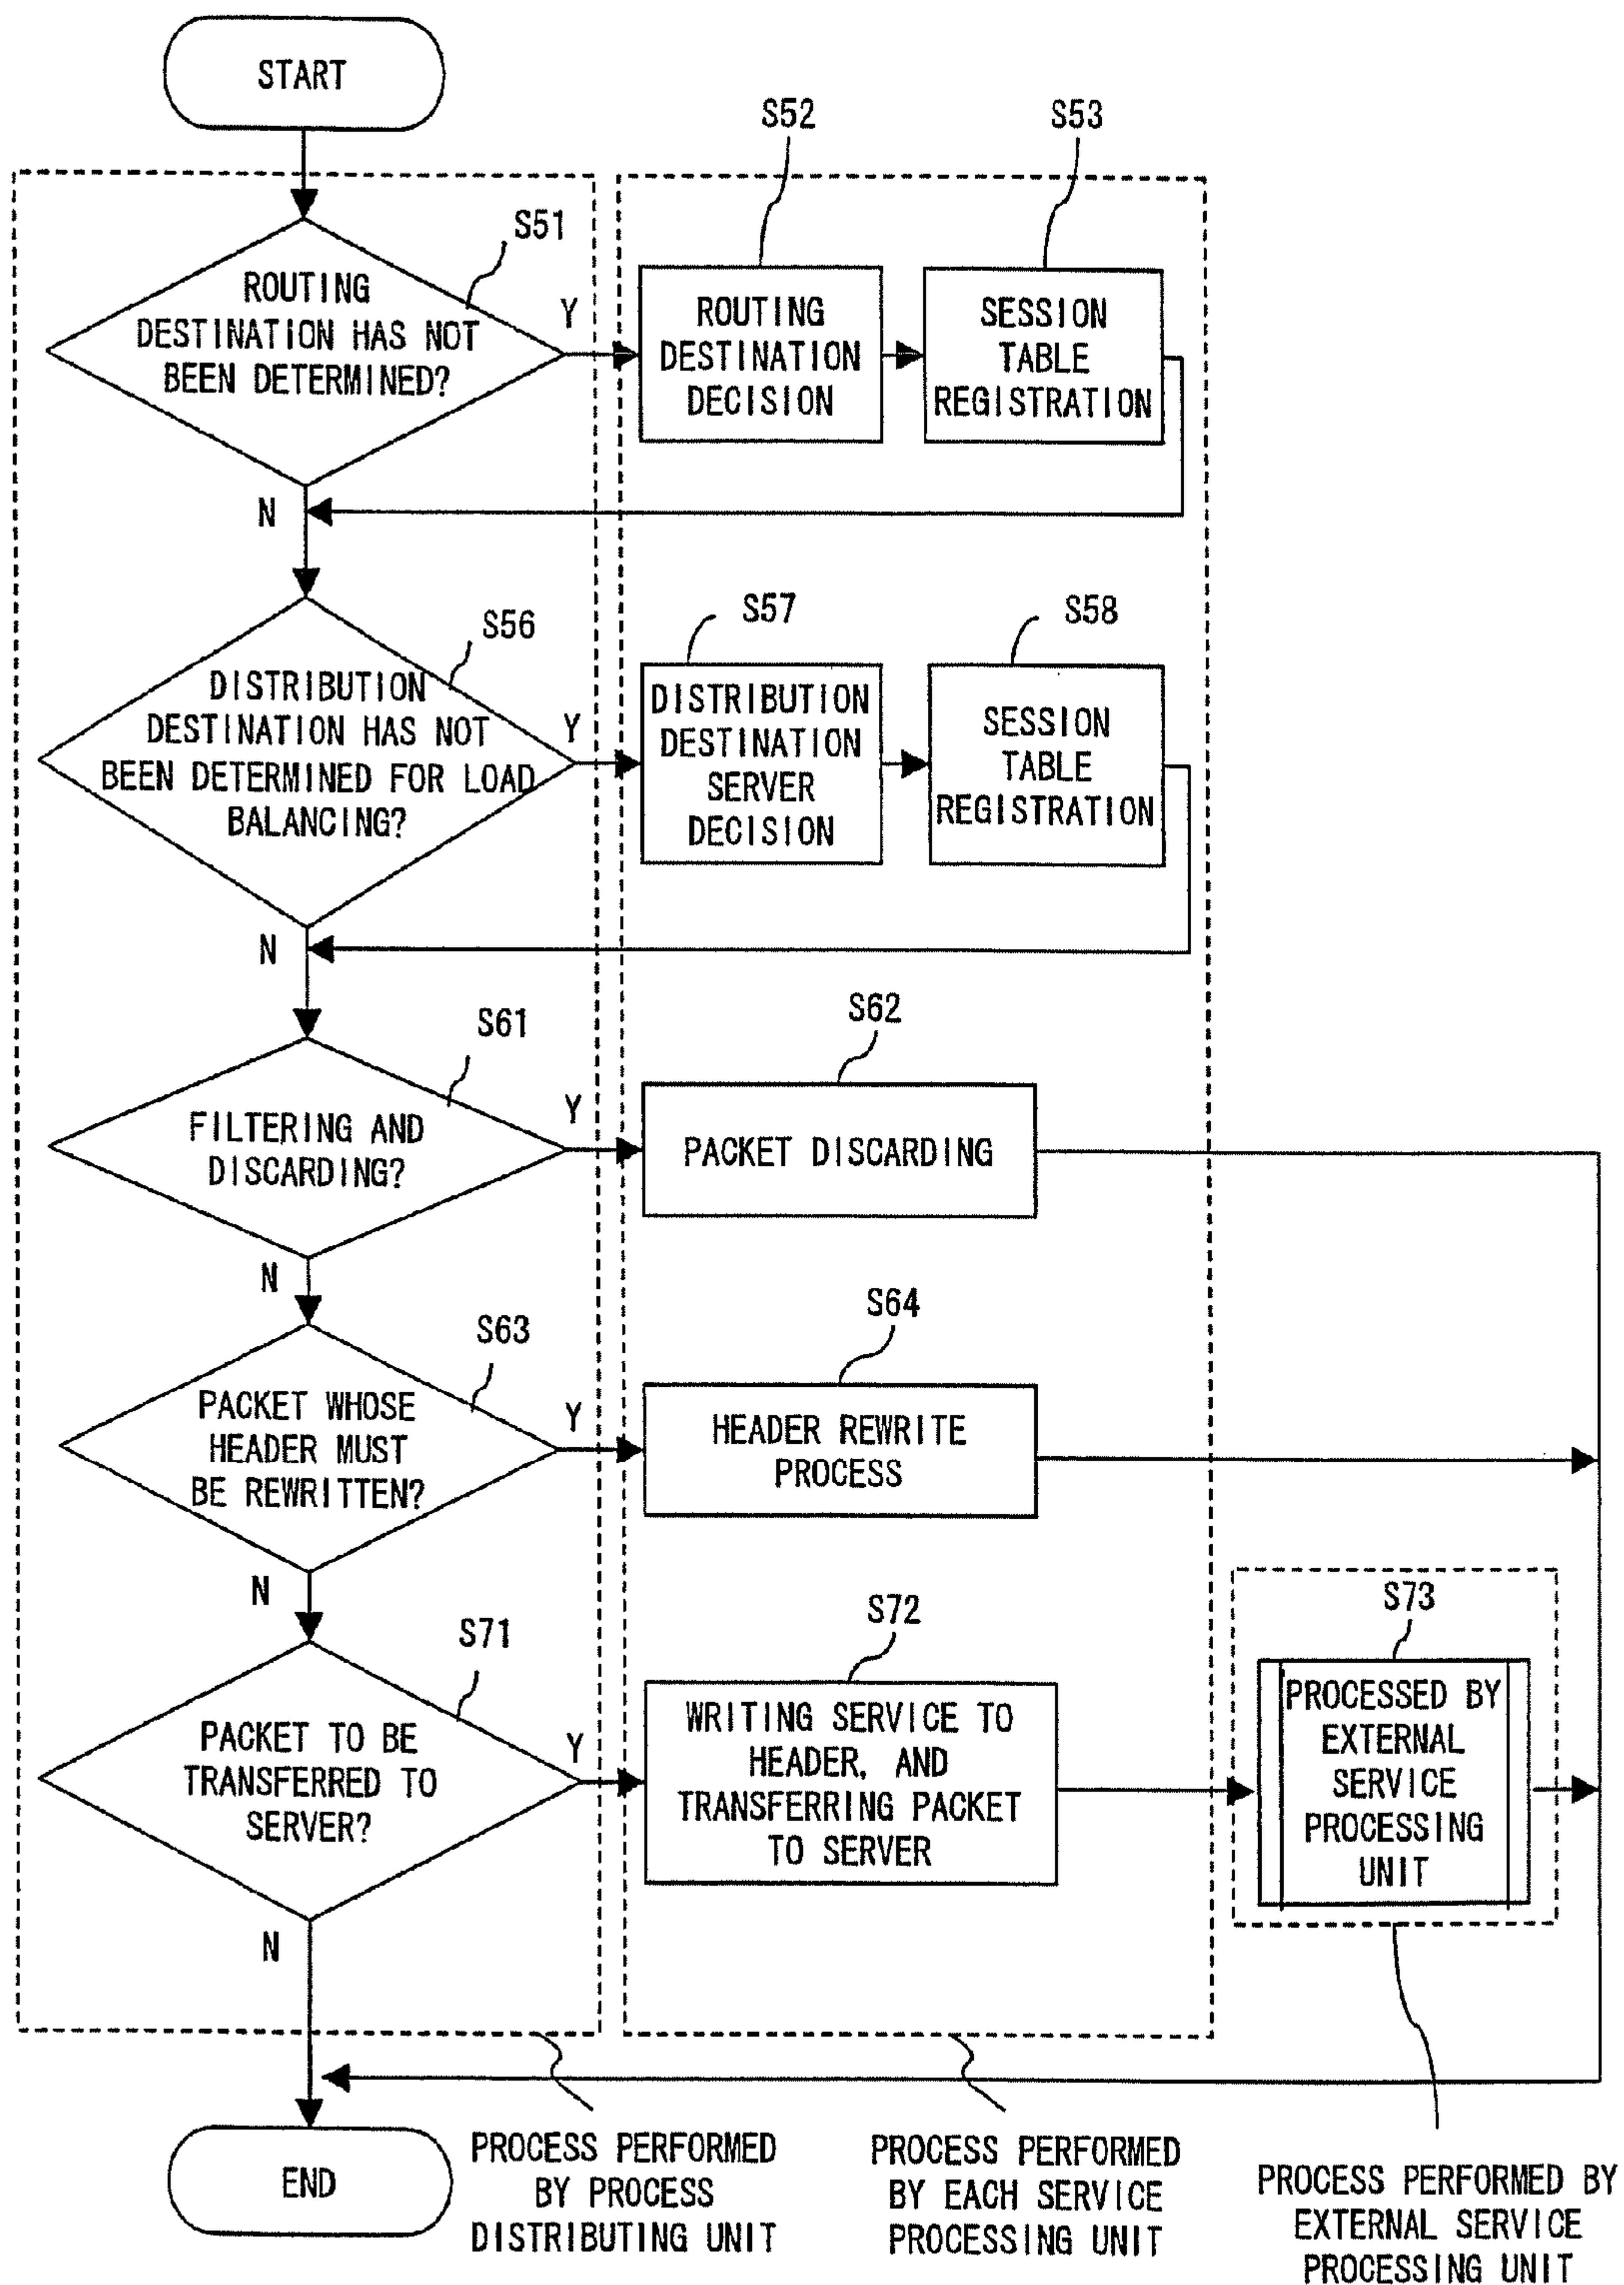 START
S52
S53
S51
ROUTING
DESTINATION HAS NOT
BEEN DETERMINED?
Y
ROUTING
DESTINATION
DECISION
SESSION
TABLE
REGISTRATION
N
S56
S57
S58
DISTRIBUTION
DESTINATION HAS NOT
BEEN DETERMINED FOR LOAD
BALANCING?
Y
DISTRIBUTION
DESTINATION
SERVER
DECISION
SESSION
TABLE
REGISTRATION
N
S61
S62
FILTERING AND
DISCARDING?
Y
PACKET DISCARDING
N
S63
S64
PACKET WHOSE
HEADER MUST
BE REWRITTEN?
Y
HEADER REWRITE
PROCESS
N
S71
S72
S73
PACKET TO BE
TRANSFERRED TO
SERVER?
Y
WRITING SERVICE TO
HEADER, AND
TRANSFERRING PACKET
TO SERVER
PROCESSED BY
EXTERNAL
SERVICE
PROCESSING
UNIT
N
END
PROCESS PERFORMED
BY PROCESS
DISTRIBUTING UNIT
PROCESS PERFORMED
BY EACH SERVICE
PROCESSING UNIT
PROCESS PERFORMED BY
EXTERNAL SERVICE
PROCESSING UNIT